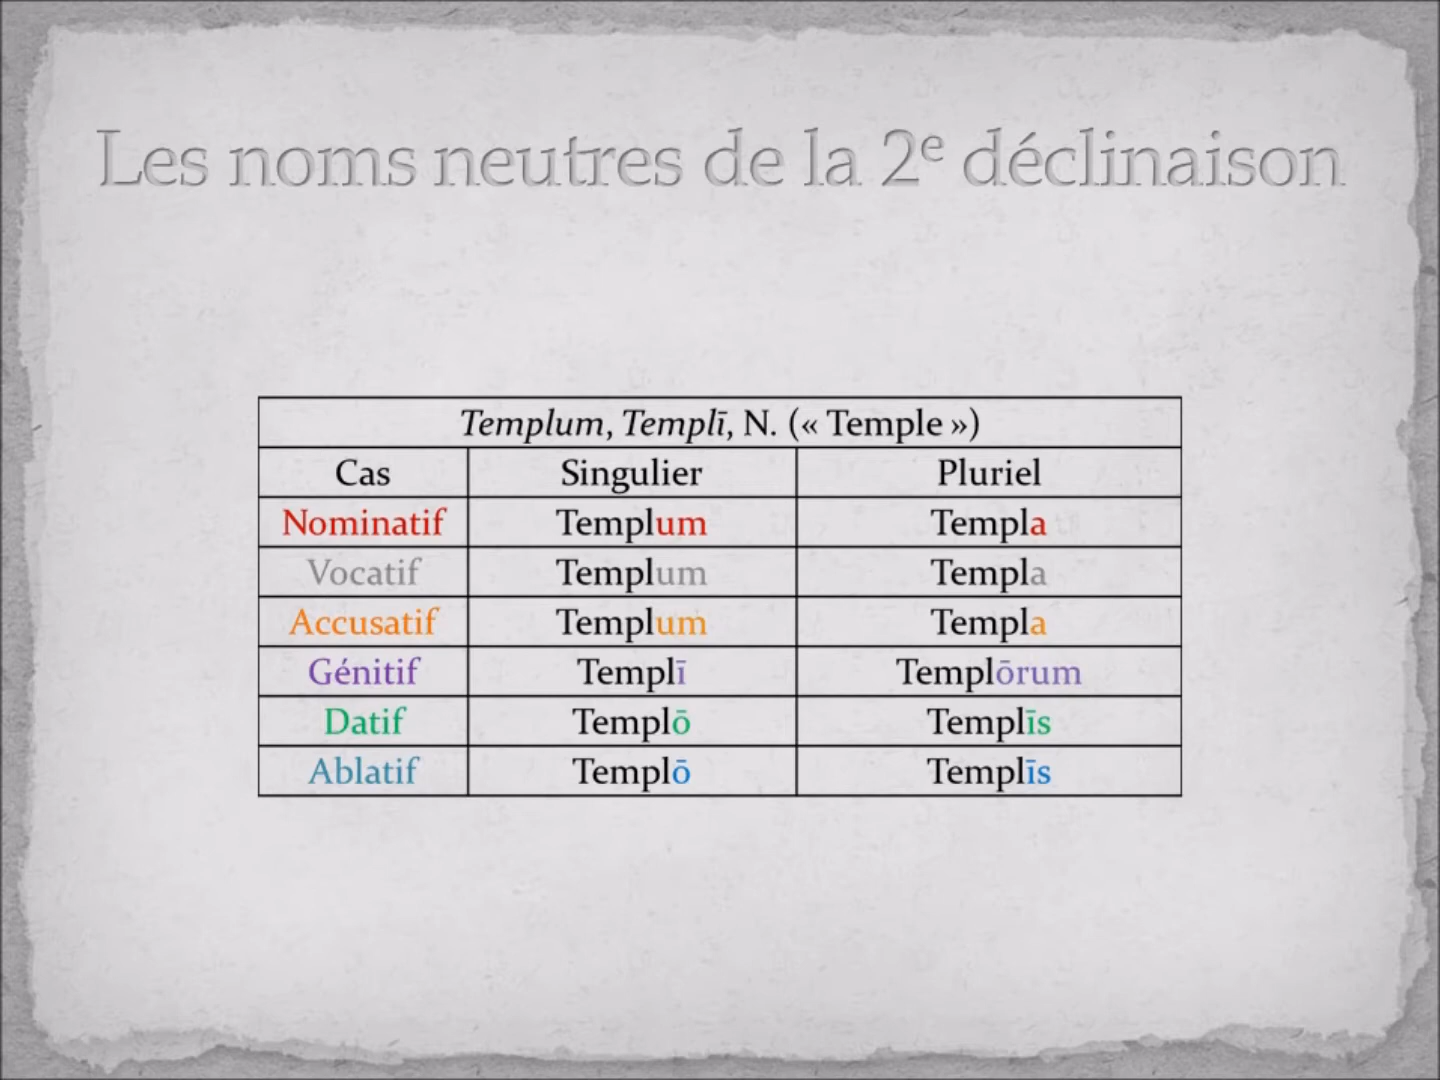 Les noms neutres de la 2e déclinaison
Templum, Templī, N. (« Temple »)
Cas Singulier Pluriel
Nominatif Templum Templa
Vocatif Templum Templa
Accusatif Templum Templa
Génitif Templī Templōrum
Datif Templō Templīs
Ablatif Templō Templīs